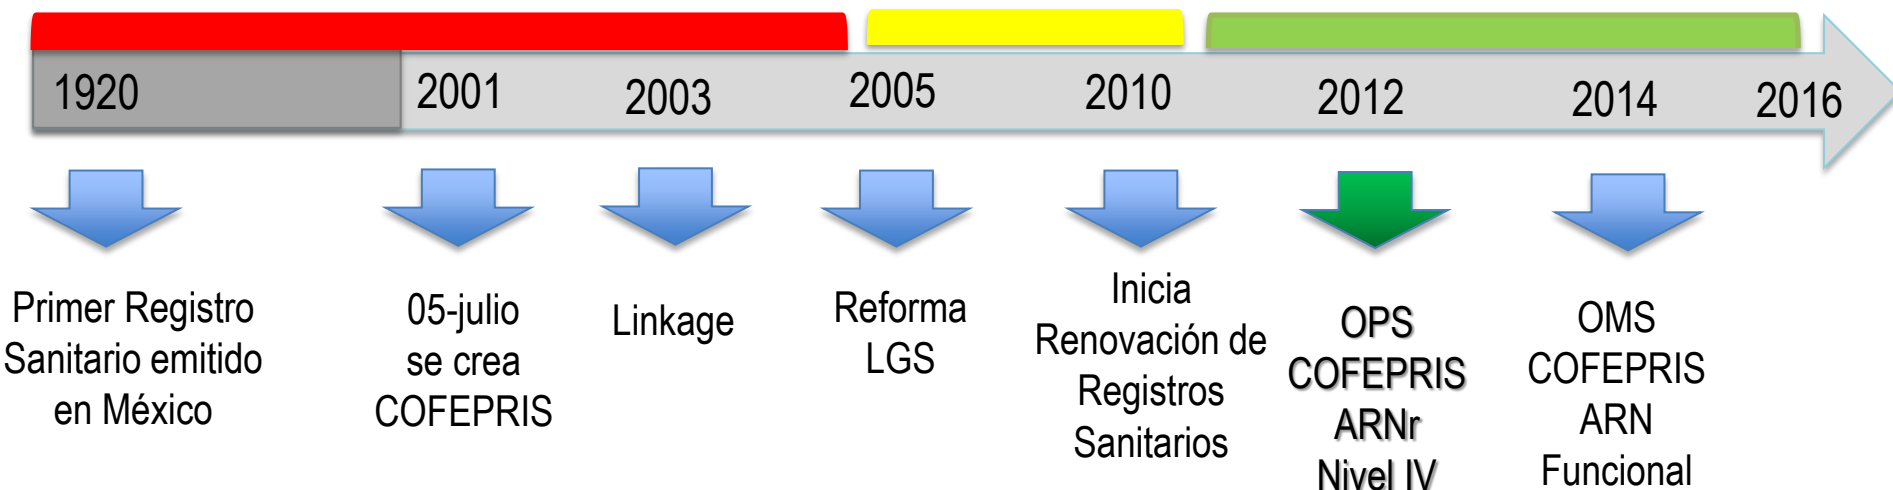 1920
2001
2003
2005
2010
2012
2014
2016
Primer Registro
Sanitario emitido
en México
05-julio
se crea
COFEPRIS
Linkage
Reforma
LGS
Inicia
Renovación de
Registros
Sanitarios
OPS
COFEPRIS
ARNr
Nivel IV
OMS
COFEPRIS
ARN
Funcional